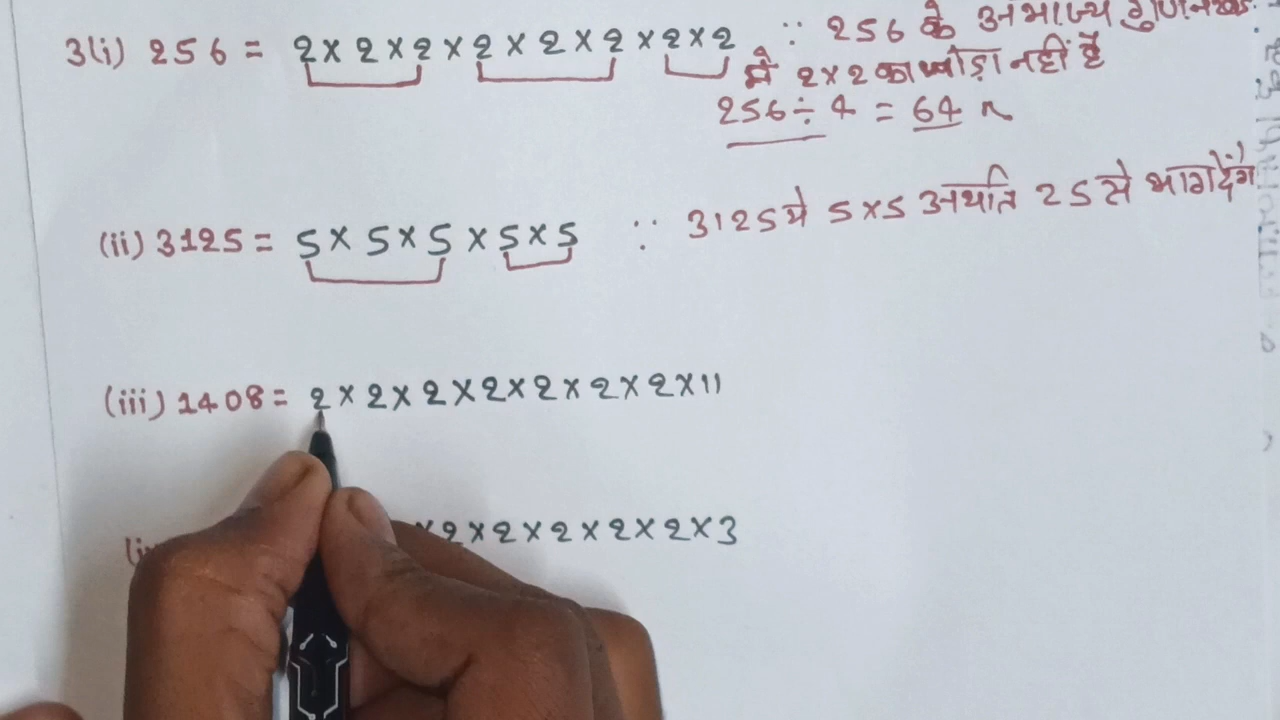 3(i) 256 = 2 × 2 × 2 × 2 × 2 × 2 × 2 × 2 ∵ 256 के अभाज्य
मे 2×2 का जोड़ा नहीं है
256 ÷ 4 = 64
(ii) 3125 = 5 × 5 × 5 × 5 × 5 ∵ 3125 मे 5×5 अर्थात 25 से भाग देंगे
(iii) 1408 = 2 × 2 × 2 × 2 × 2 × 2 × 2 × 11
× 2 × 2 × 2 × 2 × 2 × 3